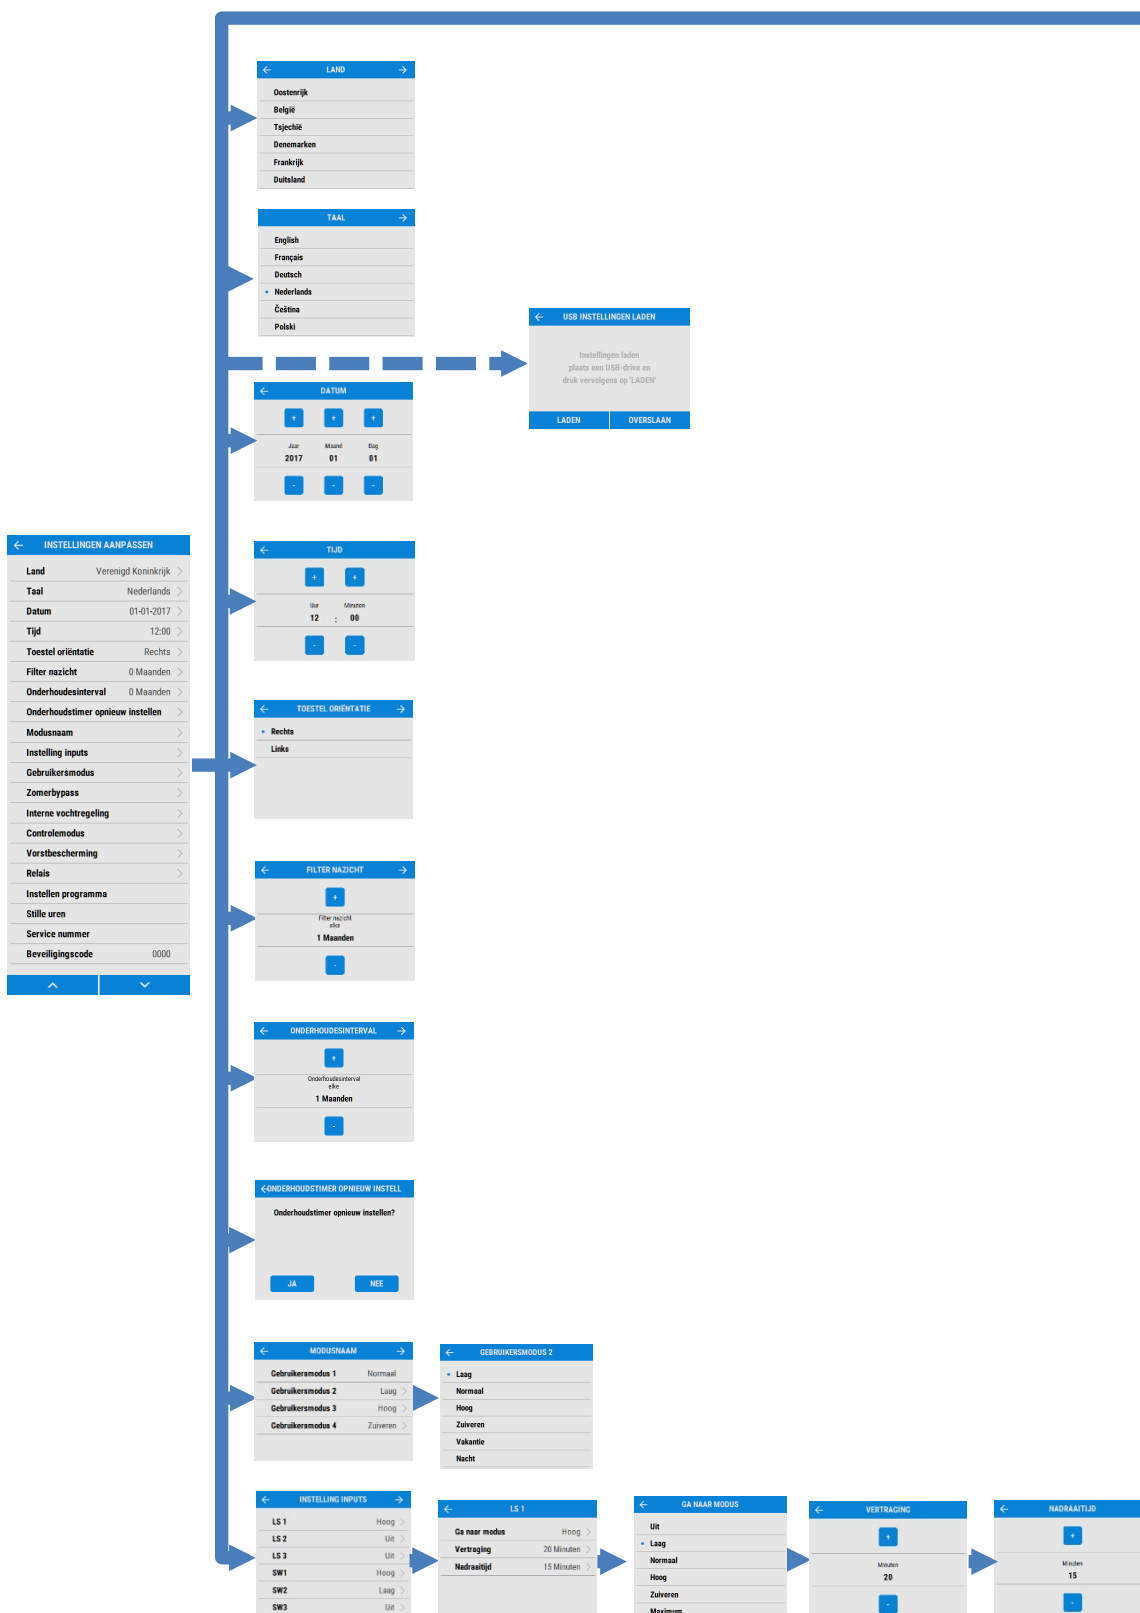 LAND
Oostenrijk
België
Tsjechië
Denemarken
Frankrijk
Duitsland
TAAL
English
Français
Deutsch
Nederlands
Čeština
Polski
USB INSTELLINGEN LADEN
Instellingen laden
plaats een USB-drive en
druk vervolgens op 'LADEN'
LADEN OVERSLAAN
DATUM
+ + +
Jaar Maand Dag
2017 01 01
- - -
TIJD
+ +
Uur Minuten
12 : 00
- -
INSTELLINGEN AANPASSEN
Land Verenigd Koninkrijk
Taal Nederlands
Datum 01-01-2017
Tijd 12:00
Toestel oriëntatie Rechts
Filter nazicht 0 Maanden
Onderhoudesinterval 0 Maanden
Onderhoudstimer opnieuw instellen
Modusnaam
Instelling inputs
Gebruikersmodus
Zomerbypass
Interne vochtregeling
Controlemodus
Vorstbescherming
Relais
Instellen programma
Stille uren
Service nummer
Beveiligingscode 0000
TOESTEL ORIËNTATIE
Rechts
Links
FILTER NAZICHT
+
Filter nazicht
elke
1 Maanden
-
ONDERHOUDESINTERVAL
+
Onderhoudesinterval
elke
1 Maanden
-
ONDERHOUDSTIMER OPNIEUW INSTELL
Onderhoudstimer opnieuw instellen?
JA NEE
MODUSNAAM
Gebruikersmodus 1 Normaal
Gebruikersmodus 2 Laag
Gebruikersmodus 3 Hoog
Gebruikersmodus 4 Zuiveren
GEBRUIKERSMODUS 2
Laag
Normaal
Hoog
Zuiveren
Vakantie
Nacht
INSTELLING INPUTS
LS 1 Hoog
LS 2 Uit
LS 3 Uit
SW1 Hoog
SW2 Laag
SW3 Uit
LS 1
Ga naar modus Hoog
Vertraging 20 Minuten
Nadraaitijd 15 Minuten
GA NAAR MODUS
Uit
Laag
Normaal
Hoog
Zuiveren
Maximum
VERTRAGING
+
Minuten
20
-
NADRAAITIJD
+
Minuten
15
-